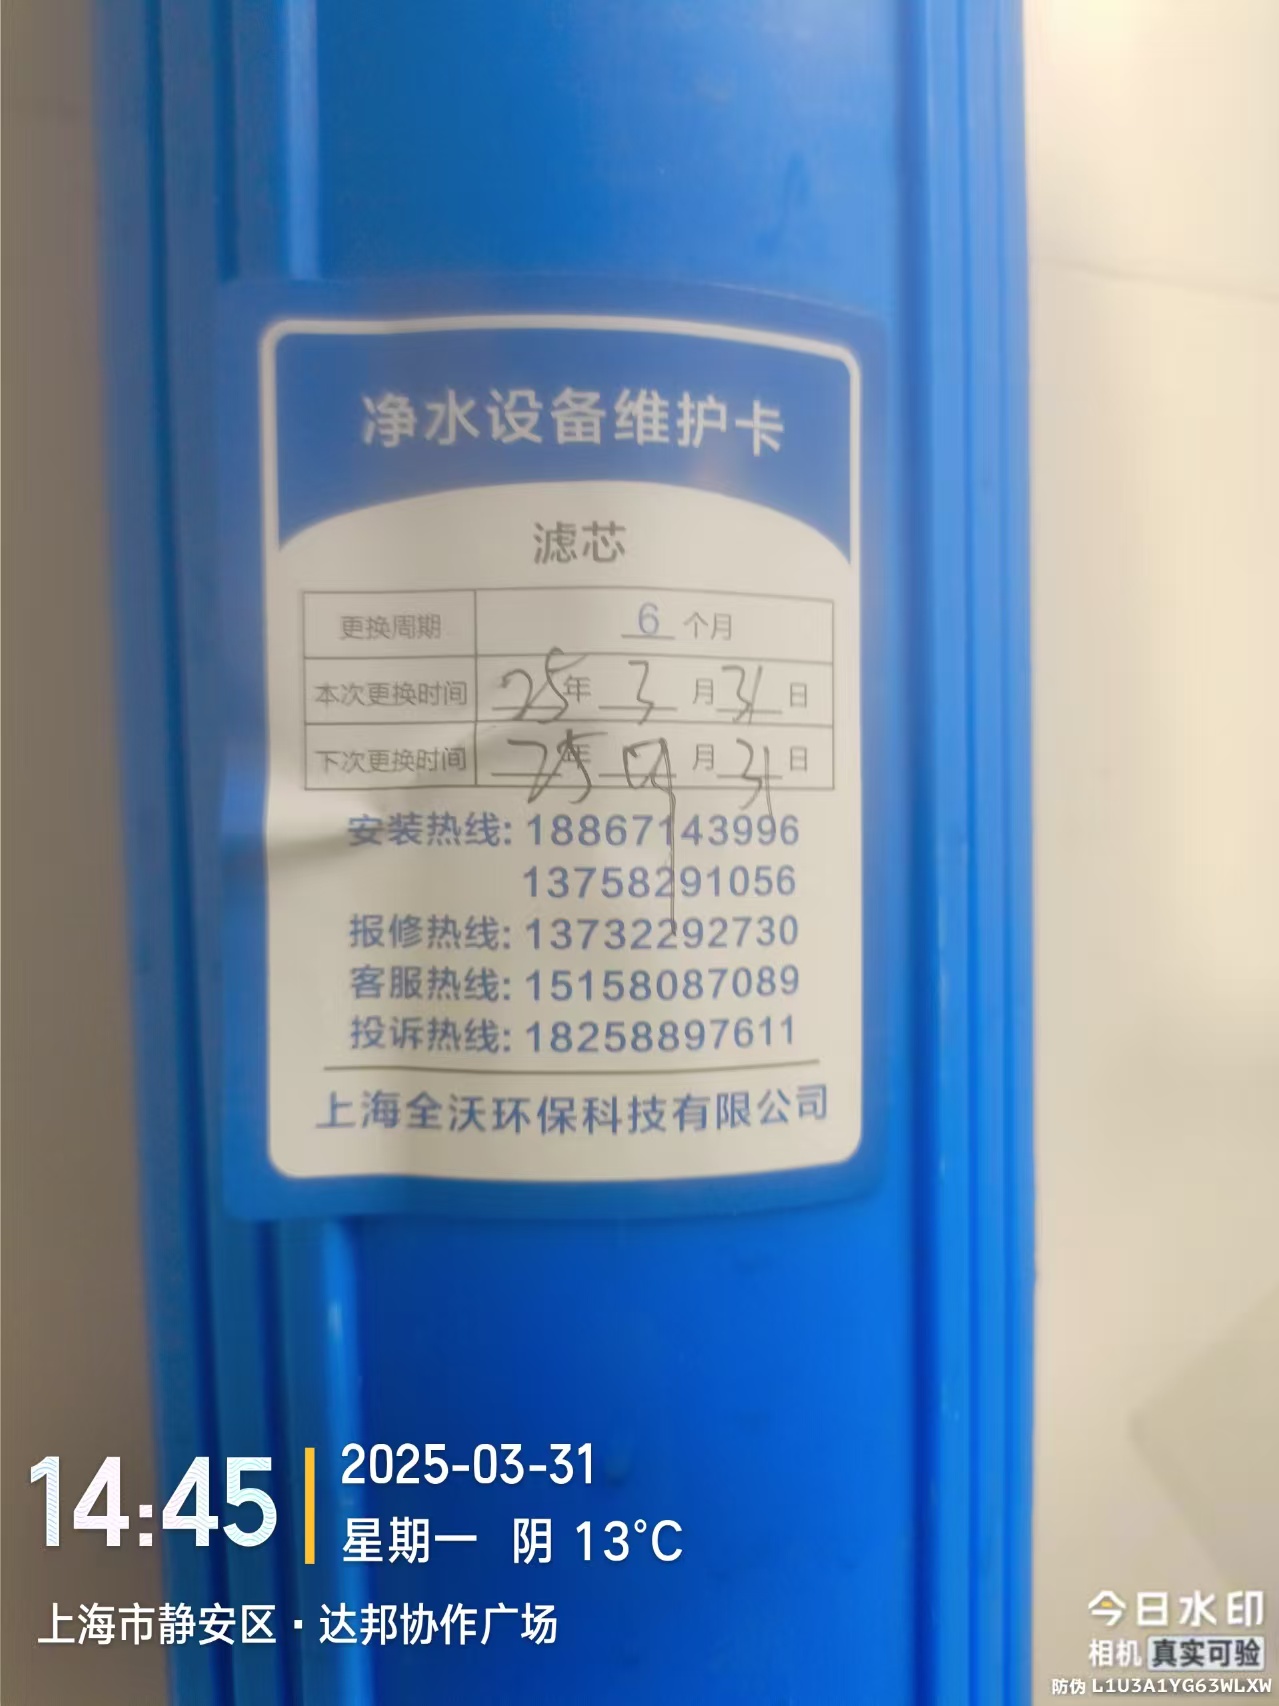 净水设备维护卡
滤芯
更换周期 6 个月
本次更换时间 25年 3 月 31 日
下次更换时间 25年 09 月 31 日
安装热线: 18867143996
13758291056
报修热线: 13732292730
客服热线: 15158087089
投诉热线: 18258897611
上海全沃环保科技有限公司
14:45
2025-03-31
星期一 阴 13°C
上海市静安区·达邦协作广场
今日水印
相机 真实可验
防伪 L1U3A1YG63WLXW